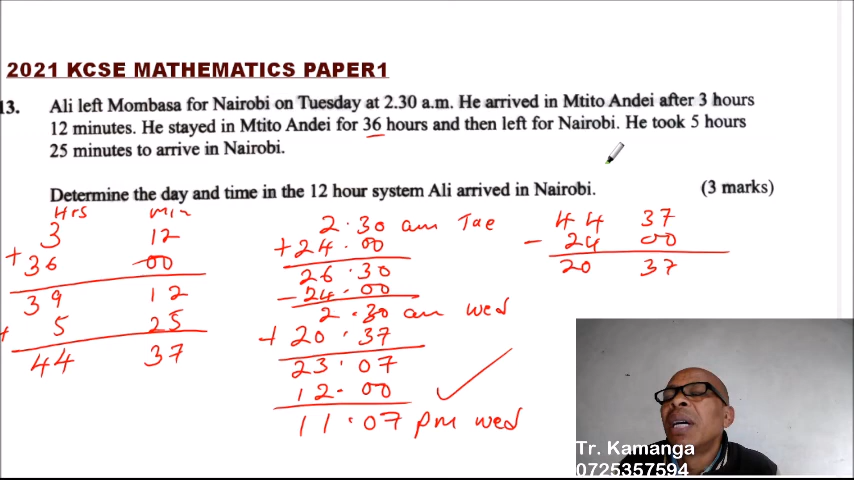 2021 KCSE MATHEMATICS PAPER1
13. Ali left Mombasa for Nairobi on Tuesday at 2.30 a.m. He arrived in Mtito Andei after 3 hours
12 minutes. He stayed in Mtito Andei for 36 hours and then left for Nairobi. He took 5 hours
25 minutes to arrive in Nairobi.
Determine the day and time in the 12 hour system Ali arrived in Nairobi. (3 marks)
Hrs Min
3 12
+ 36 00
39 12
+ 5 25
44 37
2.30 am Tue
+ 24.00
26.30
- 24.00
2.30 am wed
+ 20.37
23.07
12.00
11.07 pm wed
44 37
- 24 00
20 37
Tr. Kamanga
0725357594